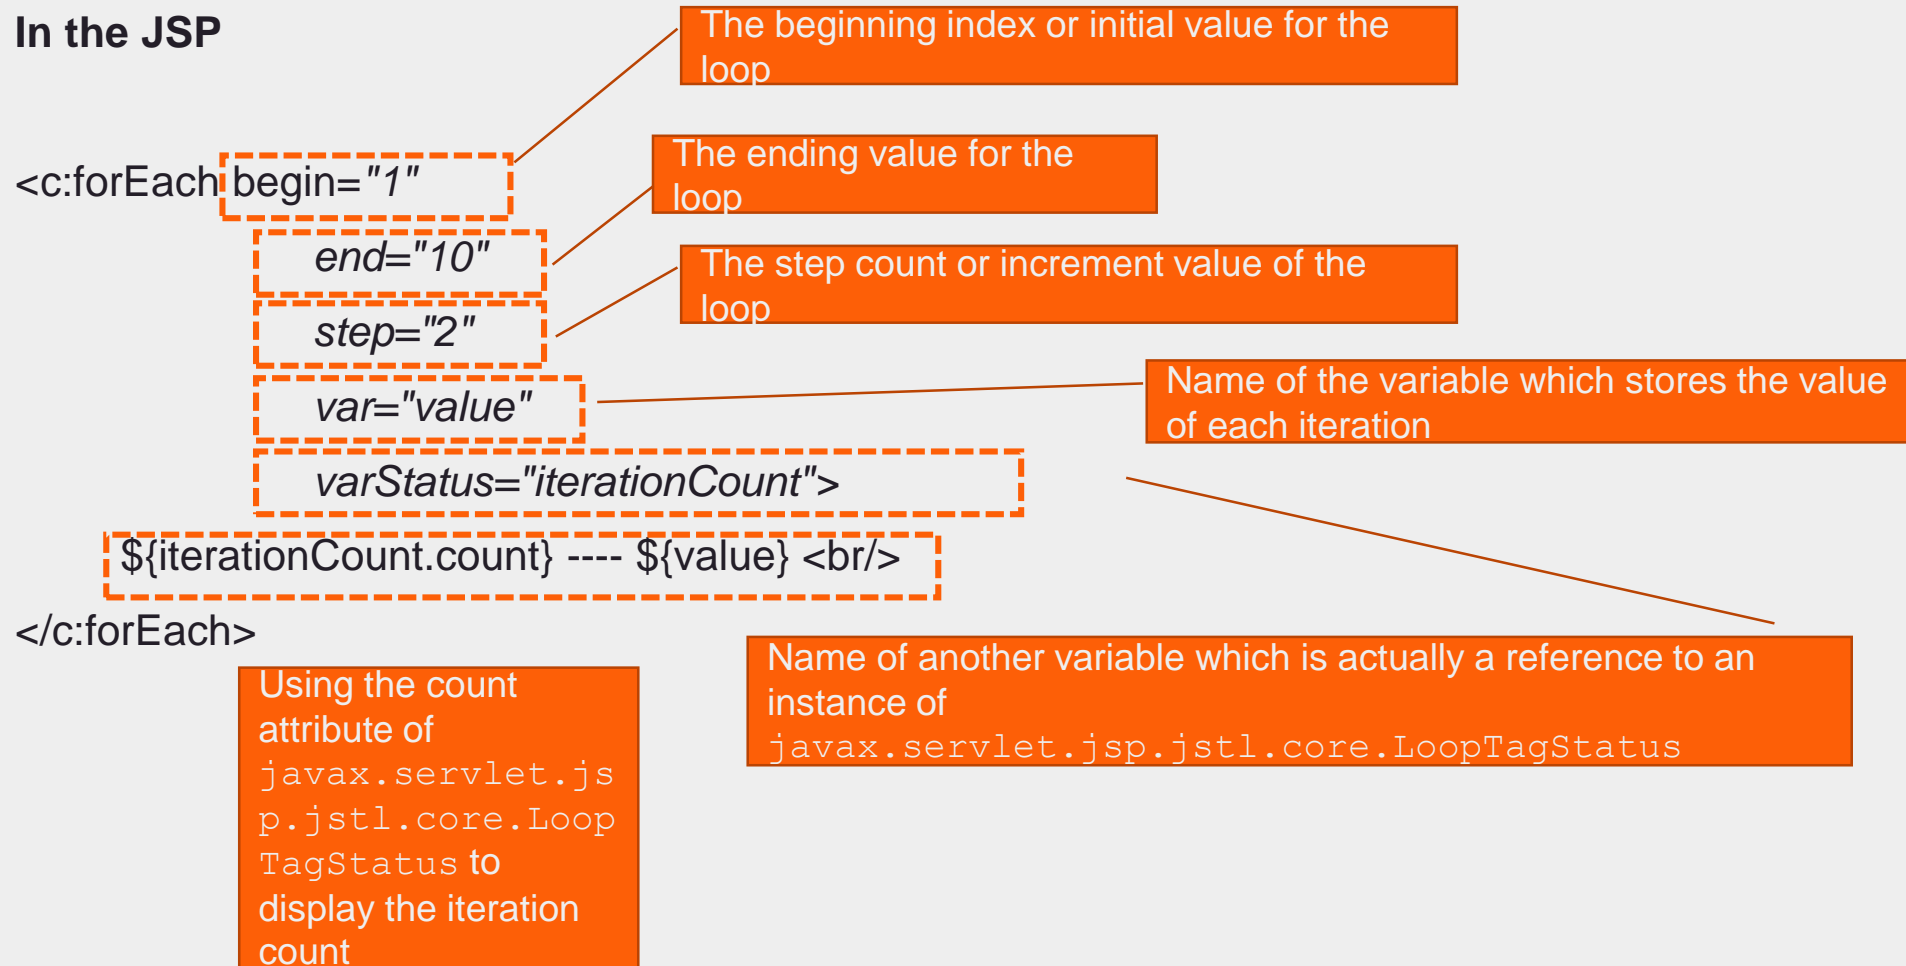 In the JSP
The beginning index or initial value for the
loop
<c:forEach begin="1"
The ending value for the
loop
end="10"
The step count or increment value of the
loop
step="2"
var="value"
Name of the variable which stores the value
of each iteration
varStatus="iterationCount">
${iterationCount.count} ---- ${value} <br/>
</c:forEach>
Name of another variable which is actually a reference to an
instance of
javax.servlet.jsp.jstl.core.LoopTagStatus
Using the count
attribute of
javax.servlet.js
p.jstl.core.Loop
TagStatus to
display the iteration
count